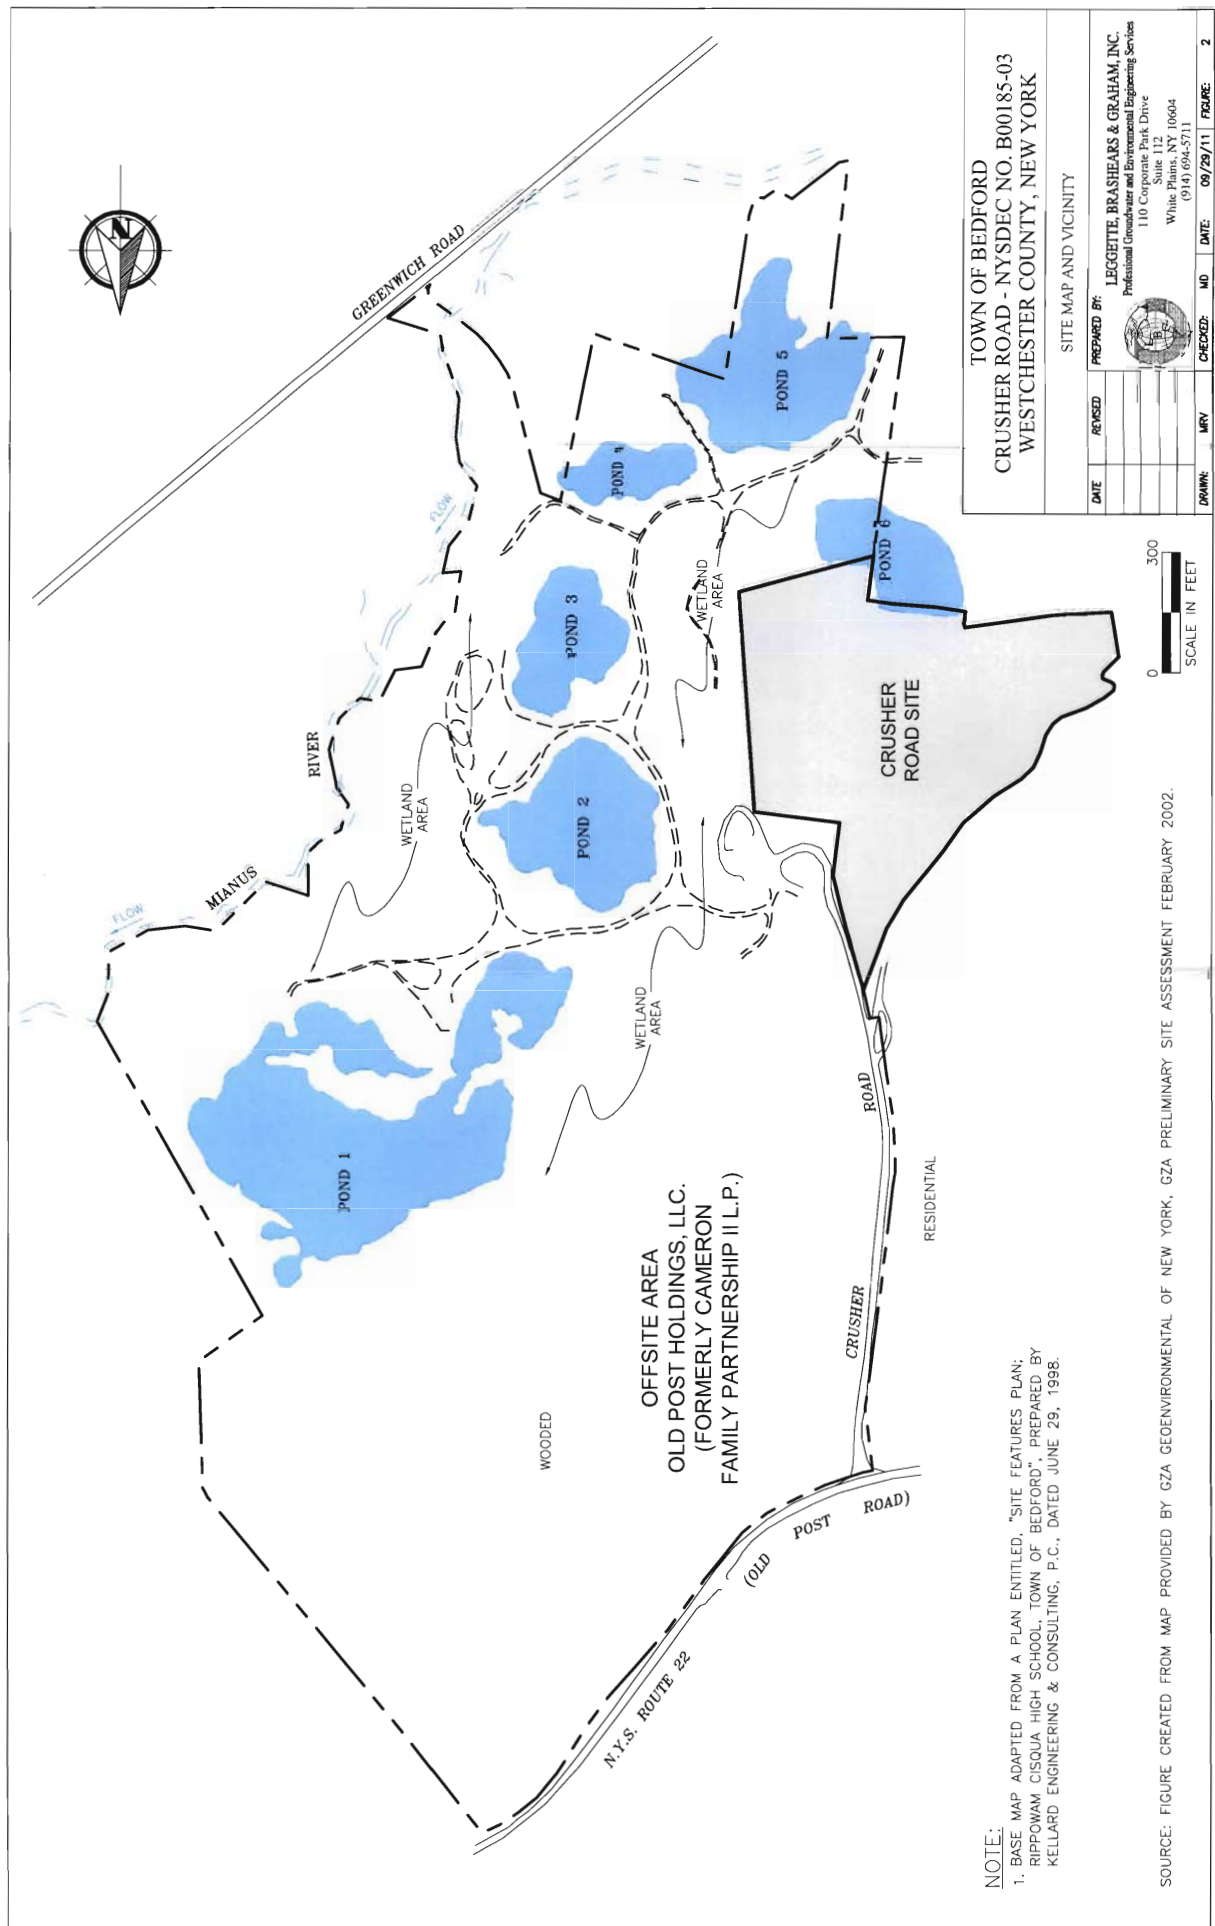 N
GREENWICH ROAD
FLOW
FLOW
MIANUS
RIVER
WETLAND
AREA
WETLAND
AREA
WETLAND
AREA
POND 1
POND 2
POND 3
POND 4
POND 5
POND 6
CRUSHER
ROAD SITE
OFFSITE AREA
OLD POST HOLDINGS, LLC.
(FORMERLY CAMERON
FAMILY PARTNERSHIP II L.P.)
WOODED
RESIDENTIAL
CRUSHER ROAD
N.Y.S. ROUTE 22
(OLD POST ROAD)
NOTE:
1. BASE MAP ADAPTED FROM A PLAN ENTITLED, "SITE FEATURES PLAN;
RIPPOWAM CISQUA HIGH SCHOOL, TOWN OF BEDFORD", PREPARED BY
KELLARD ENGINEERING & CONSULTING, P.C., DATED JUNE 29, 1998.
SOURCE: FIGURE CREATED FROM MAP PROVIDED BY GZA GEOENVIRONMENTAL OF NEW YORK, GZA PRELIMINARY SITE ASSESSMENT FEBRUARY 2002.
0 300
SCALE IN FEET
TOWN OF BEDFORD
CRUSHER ROAD - NYSDEC NO. B00185-03
WESTCHESTER COUNTY, NEW YORK
SITE MAP AND VICINITY
DATE REVISED
PREPARED BY:
LEGGETTE, BRASHEARS & GRAHAM, INC.
Professional Groundwater and Environmental Engineering Services
110 Corporate Park Drive
Suite 112
White Plains, NY 10604
(914) 694-5711
DRAWN: MRV CHECKED: MD DATE: 09/29/11 FIGURE: 2